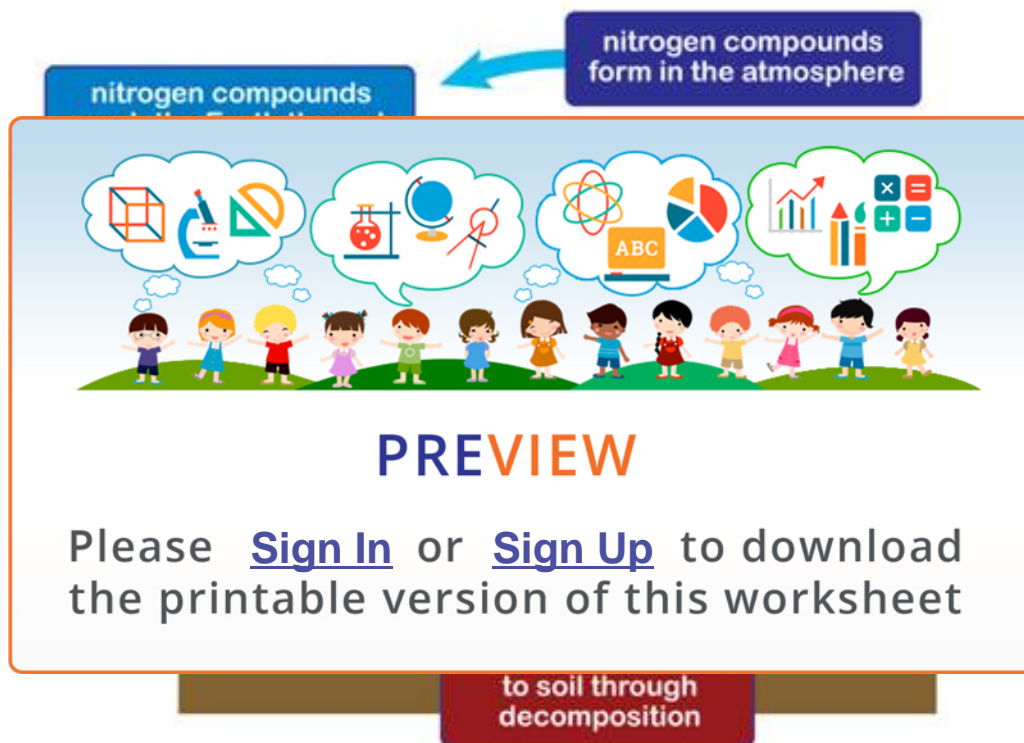 nitrogen compounds
form in the atmosphere
nitrogen compounds
ABC
PREVIEW
Please Sign In or Sign Up to download
the printable version of this worksheet
to soil through
decomposition